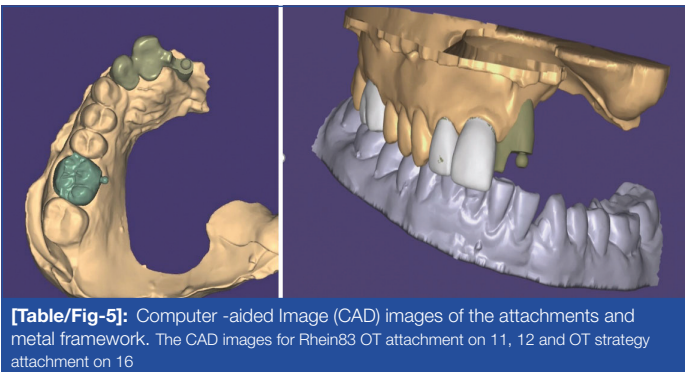 [Table/Fig-5]: Computer -aided Image (CAD) images of the attachments and
metal framework. The CAD images for Rhein83 OT attachment on 11, 12 and OT strategy
attachment on 16